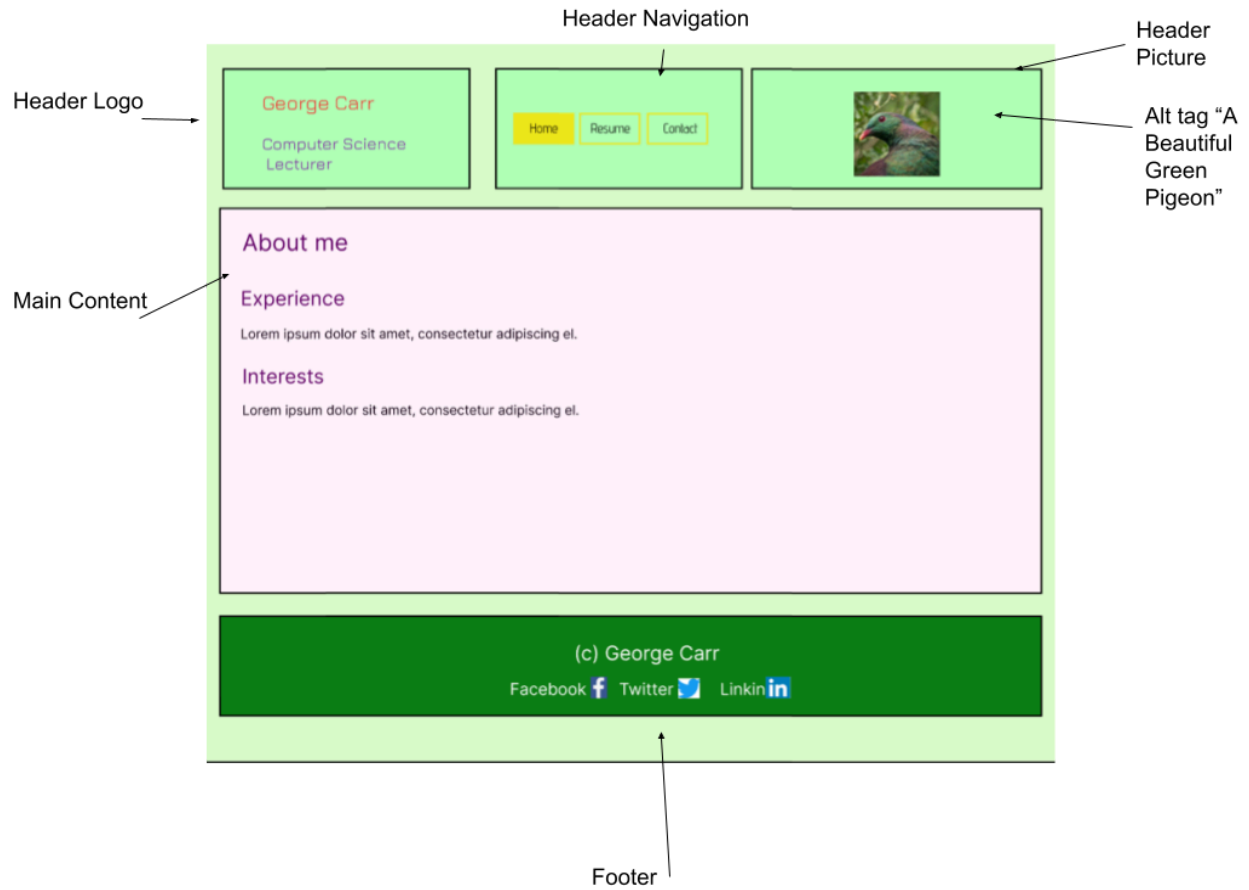 Header Navigation
Header
Picture
Header Logo
George Carr
Computer Science
Lecturer
Home Resume Contact
Alt tag “A
Beautiful
Green
Pigeon”
About me
Main Content
Experience
Lorem ipsum dolor sit amet, consectetur adipiscing el.
Interests
Lorem ipsum dolor sit amet, consectetur adipiscing el.
(c) George Carr
Facebook f Twitter Linkin in
Footer